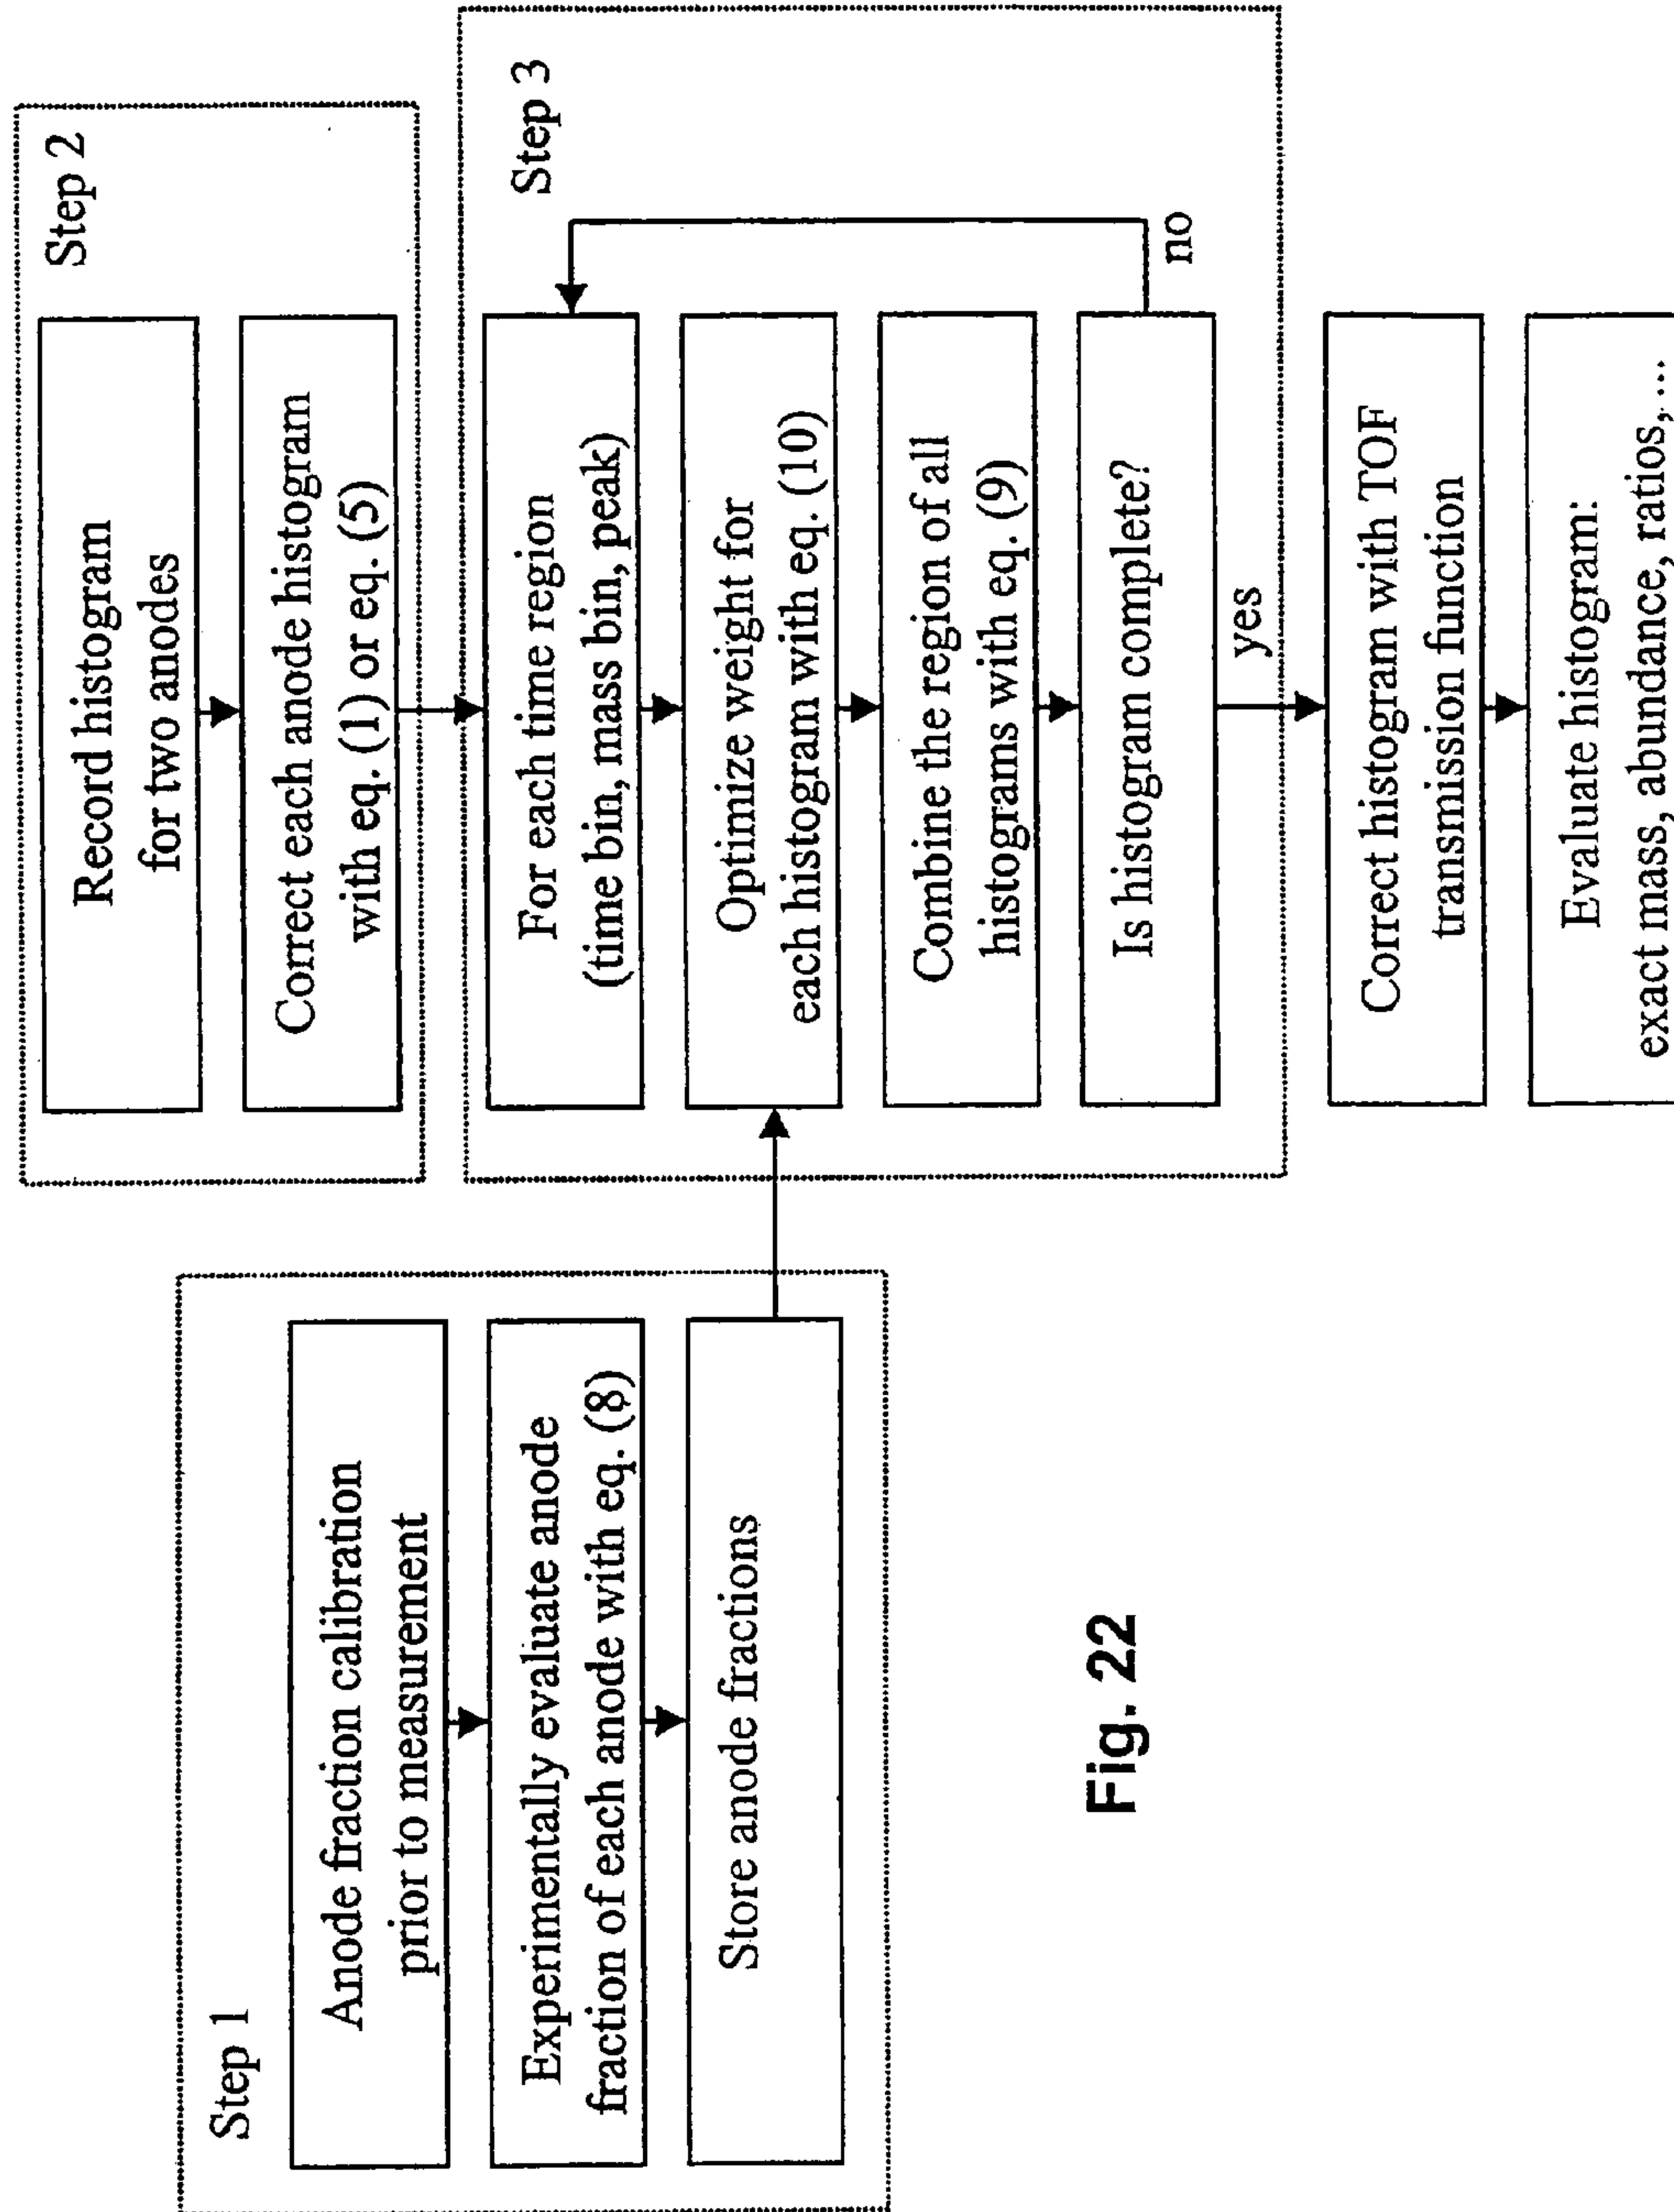 Step 1
Anode fraction calibration
prior to measurement
Experimentally evaluate anode
fraction of each anode with eq. (8)
Store anode fractions
Step 2
Record histogram
for two anodes
Correct each anode histogram
with eq. (1) or eq. (5)
Step 3
For each time region
(time bin, mass bin, peak)
Optimize weight for
each histogram with eq. (10)
Combine the region of all
histograms with eq. (9)
Is histogram complete?
no
yes
Correct histogram with TOF
transmission function
Evaluate histogram:
exact mass, abundance, ratios,...
Fig. 22